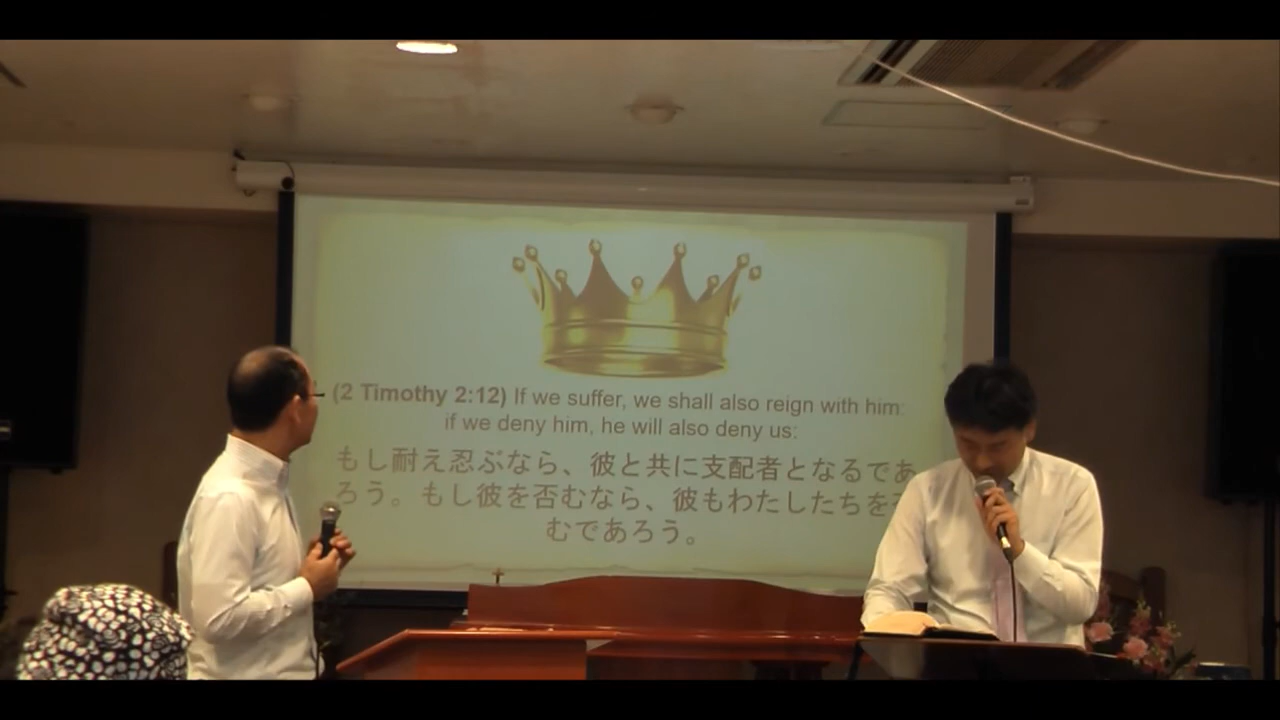 (2 Timothy 2:12) If we suffer, we shall also reign with him:
if we deny him, he will also deny us:
もし耐え忍ぶなら、彼と共に支配者となるであ
ろう。もし彼を否むなら、彼もわたしたちを否
むであろう。